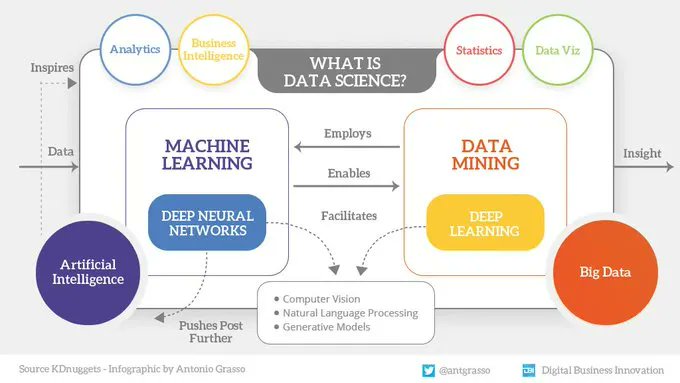 Analytics
Business
Intelligence
WHAT IS
DATA SCIENCE?
Statistics
Data Viz
Inspires
Data
MACHINE
LEARNING
Employs
Enables
Facilitates
DATA
MINING
Insight
DEEP NEURAL
NETWORKS
DEEP
LEARNING
Artificial
Intelligence
Big Data
Computer Vision
Natural Language Processing
Generative Models
Pushes Post
Further
Source KDnuggets - Infographic by Antonio Grasso
@antgrasso
DBI
Digital Business Innovation